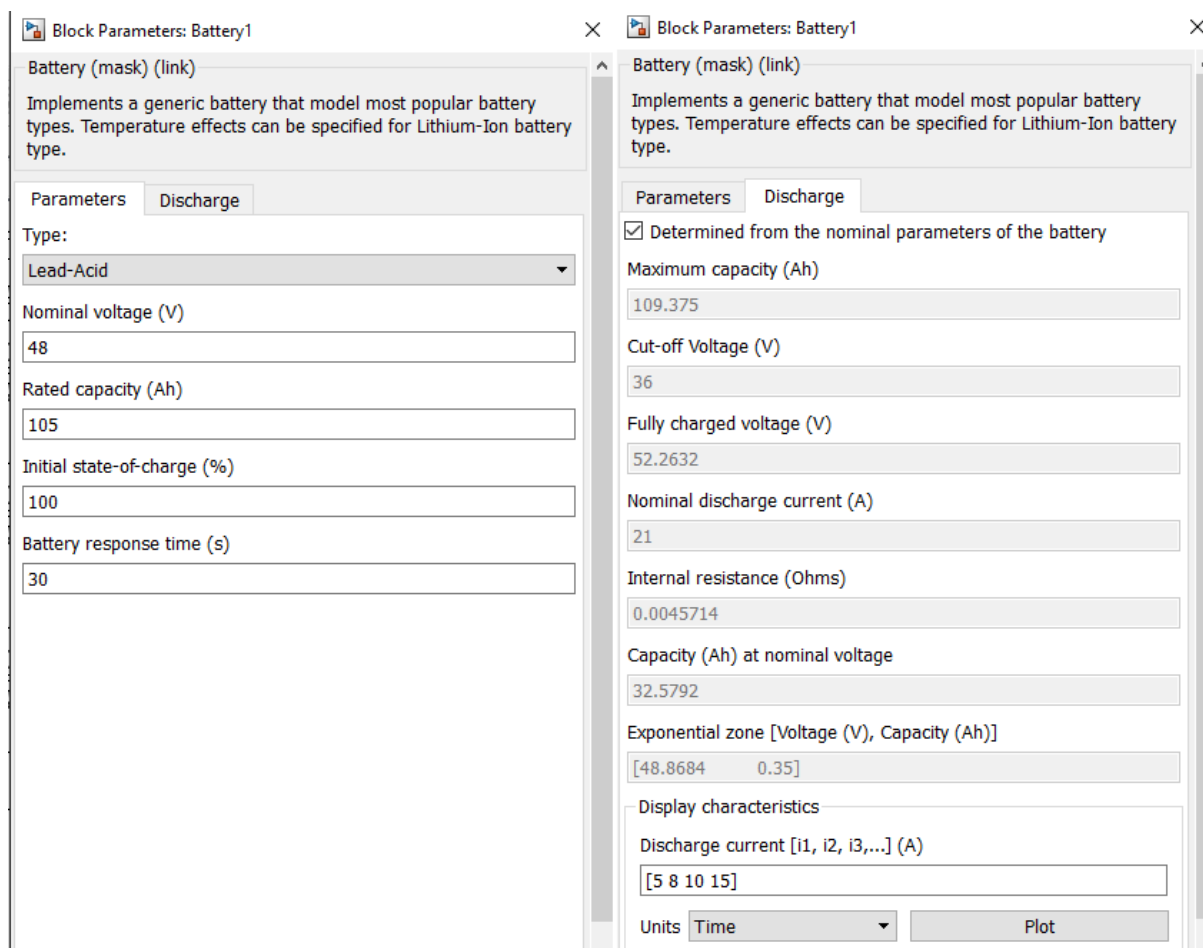 Block Parameters: Battery1
Battery (mask) (link)
Implements a generic battery that model most popular battery
types. Temperature effects can be specified for Lithium-Ion battery
type.
Parameters
Discharge
Type:
Lead-Acid
Nominal voltage (V)
48
Rated capacity (Ah)
105
Initial state-of-charge (%)
100
Battery response time (s)
30
Block Parameters: Battery1
Battery (mask) (link)
Implements a generic battery that model most popular battery
types. Temperature effects can be specified for Lithium-Ion battery
type.
Parameters
Discharge
Determined from the nominal parameters of the battery
Maximum capacity (Ah)
109.375
Cut-off Voltage (V)
36
Fully charged voltage (V)
52.2632
Nominal discharge current (A)
21
Internal resistance (Ohms)
0.0045714
Capacity (Ah) at nominal voltage
32.5792
Exponential zone [Voltage (V), Capacity (Ah)]
[48.8684 0.35]
Display characteristics
Discharge current [i1, i2, i3,...] (A)
[5 8 10 15]
Units Time Plot